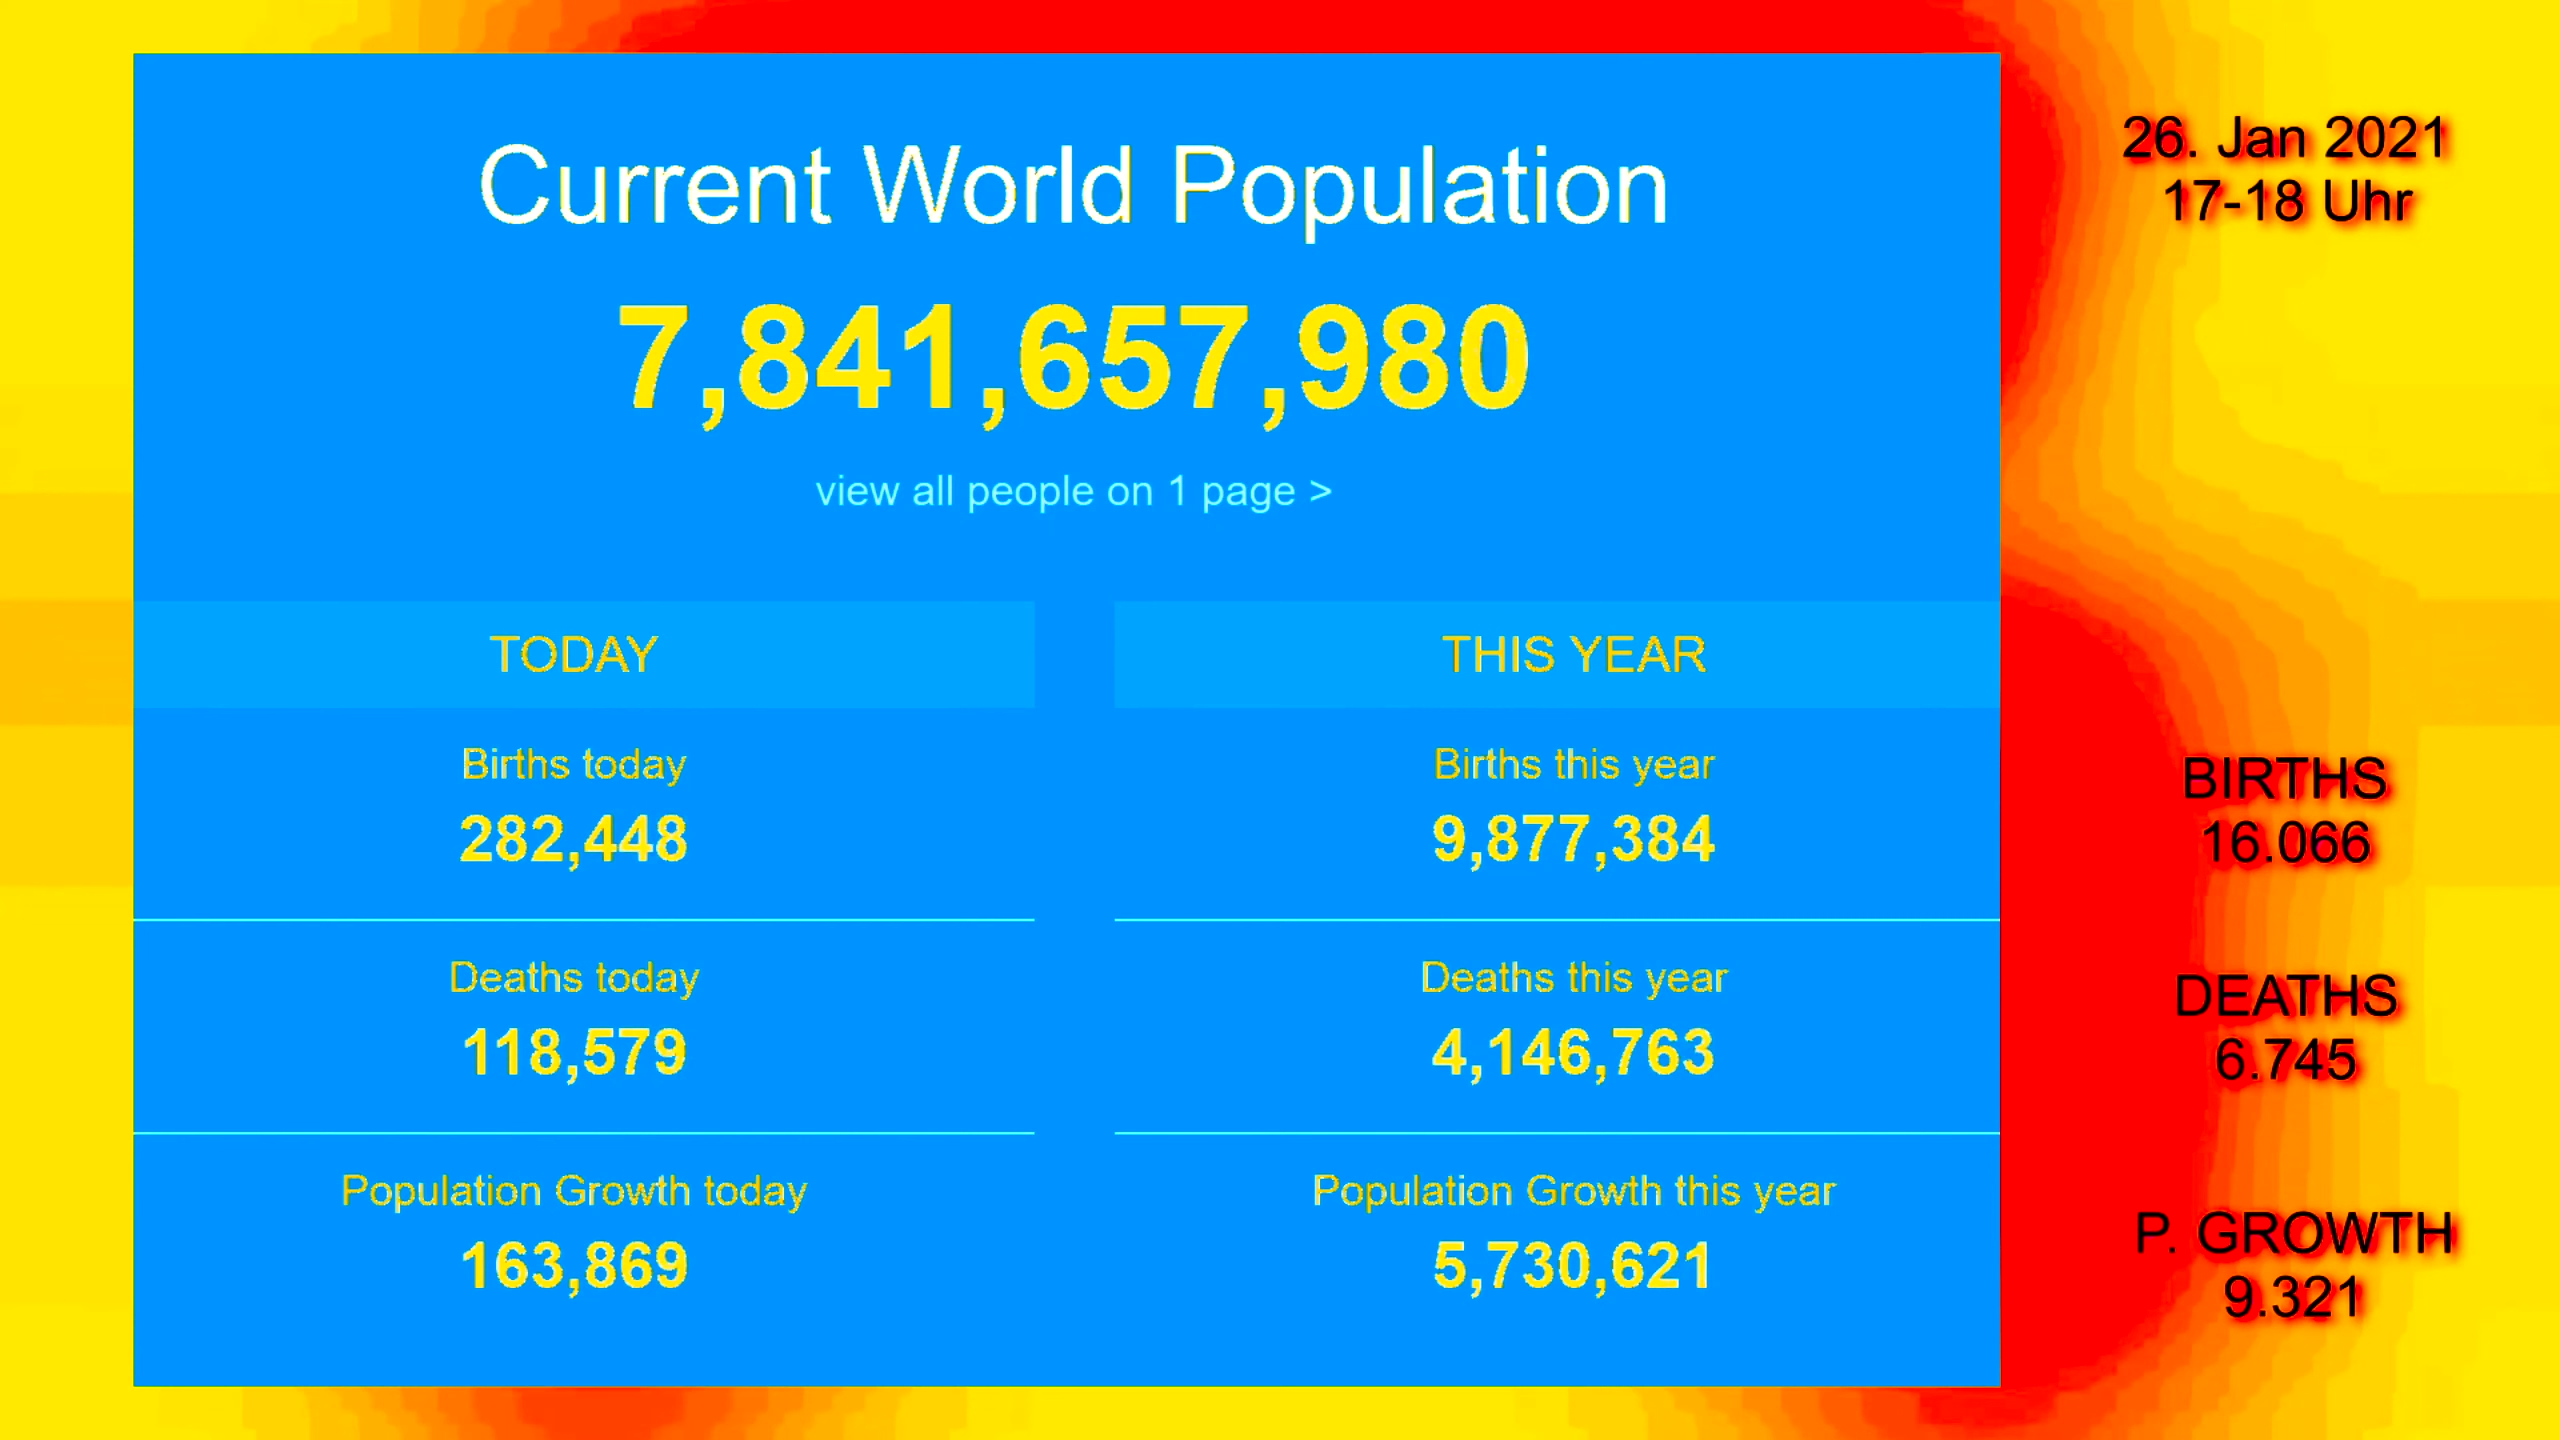 Current World Population
7,841,657,980
view all people on 1 page >
TODAY
Births today
282,448
Deaths today
118,579
Population Growth today
163,869
THIS YEAR
Births this year
9,877,384
Deaths this year
4,146,763
Population Growth this year
5,730,621
26. Jan 2021
17-18 Uhr
BIRTHS
16.066
DEATHS
6.745
P. GROWTH
9.321